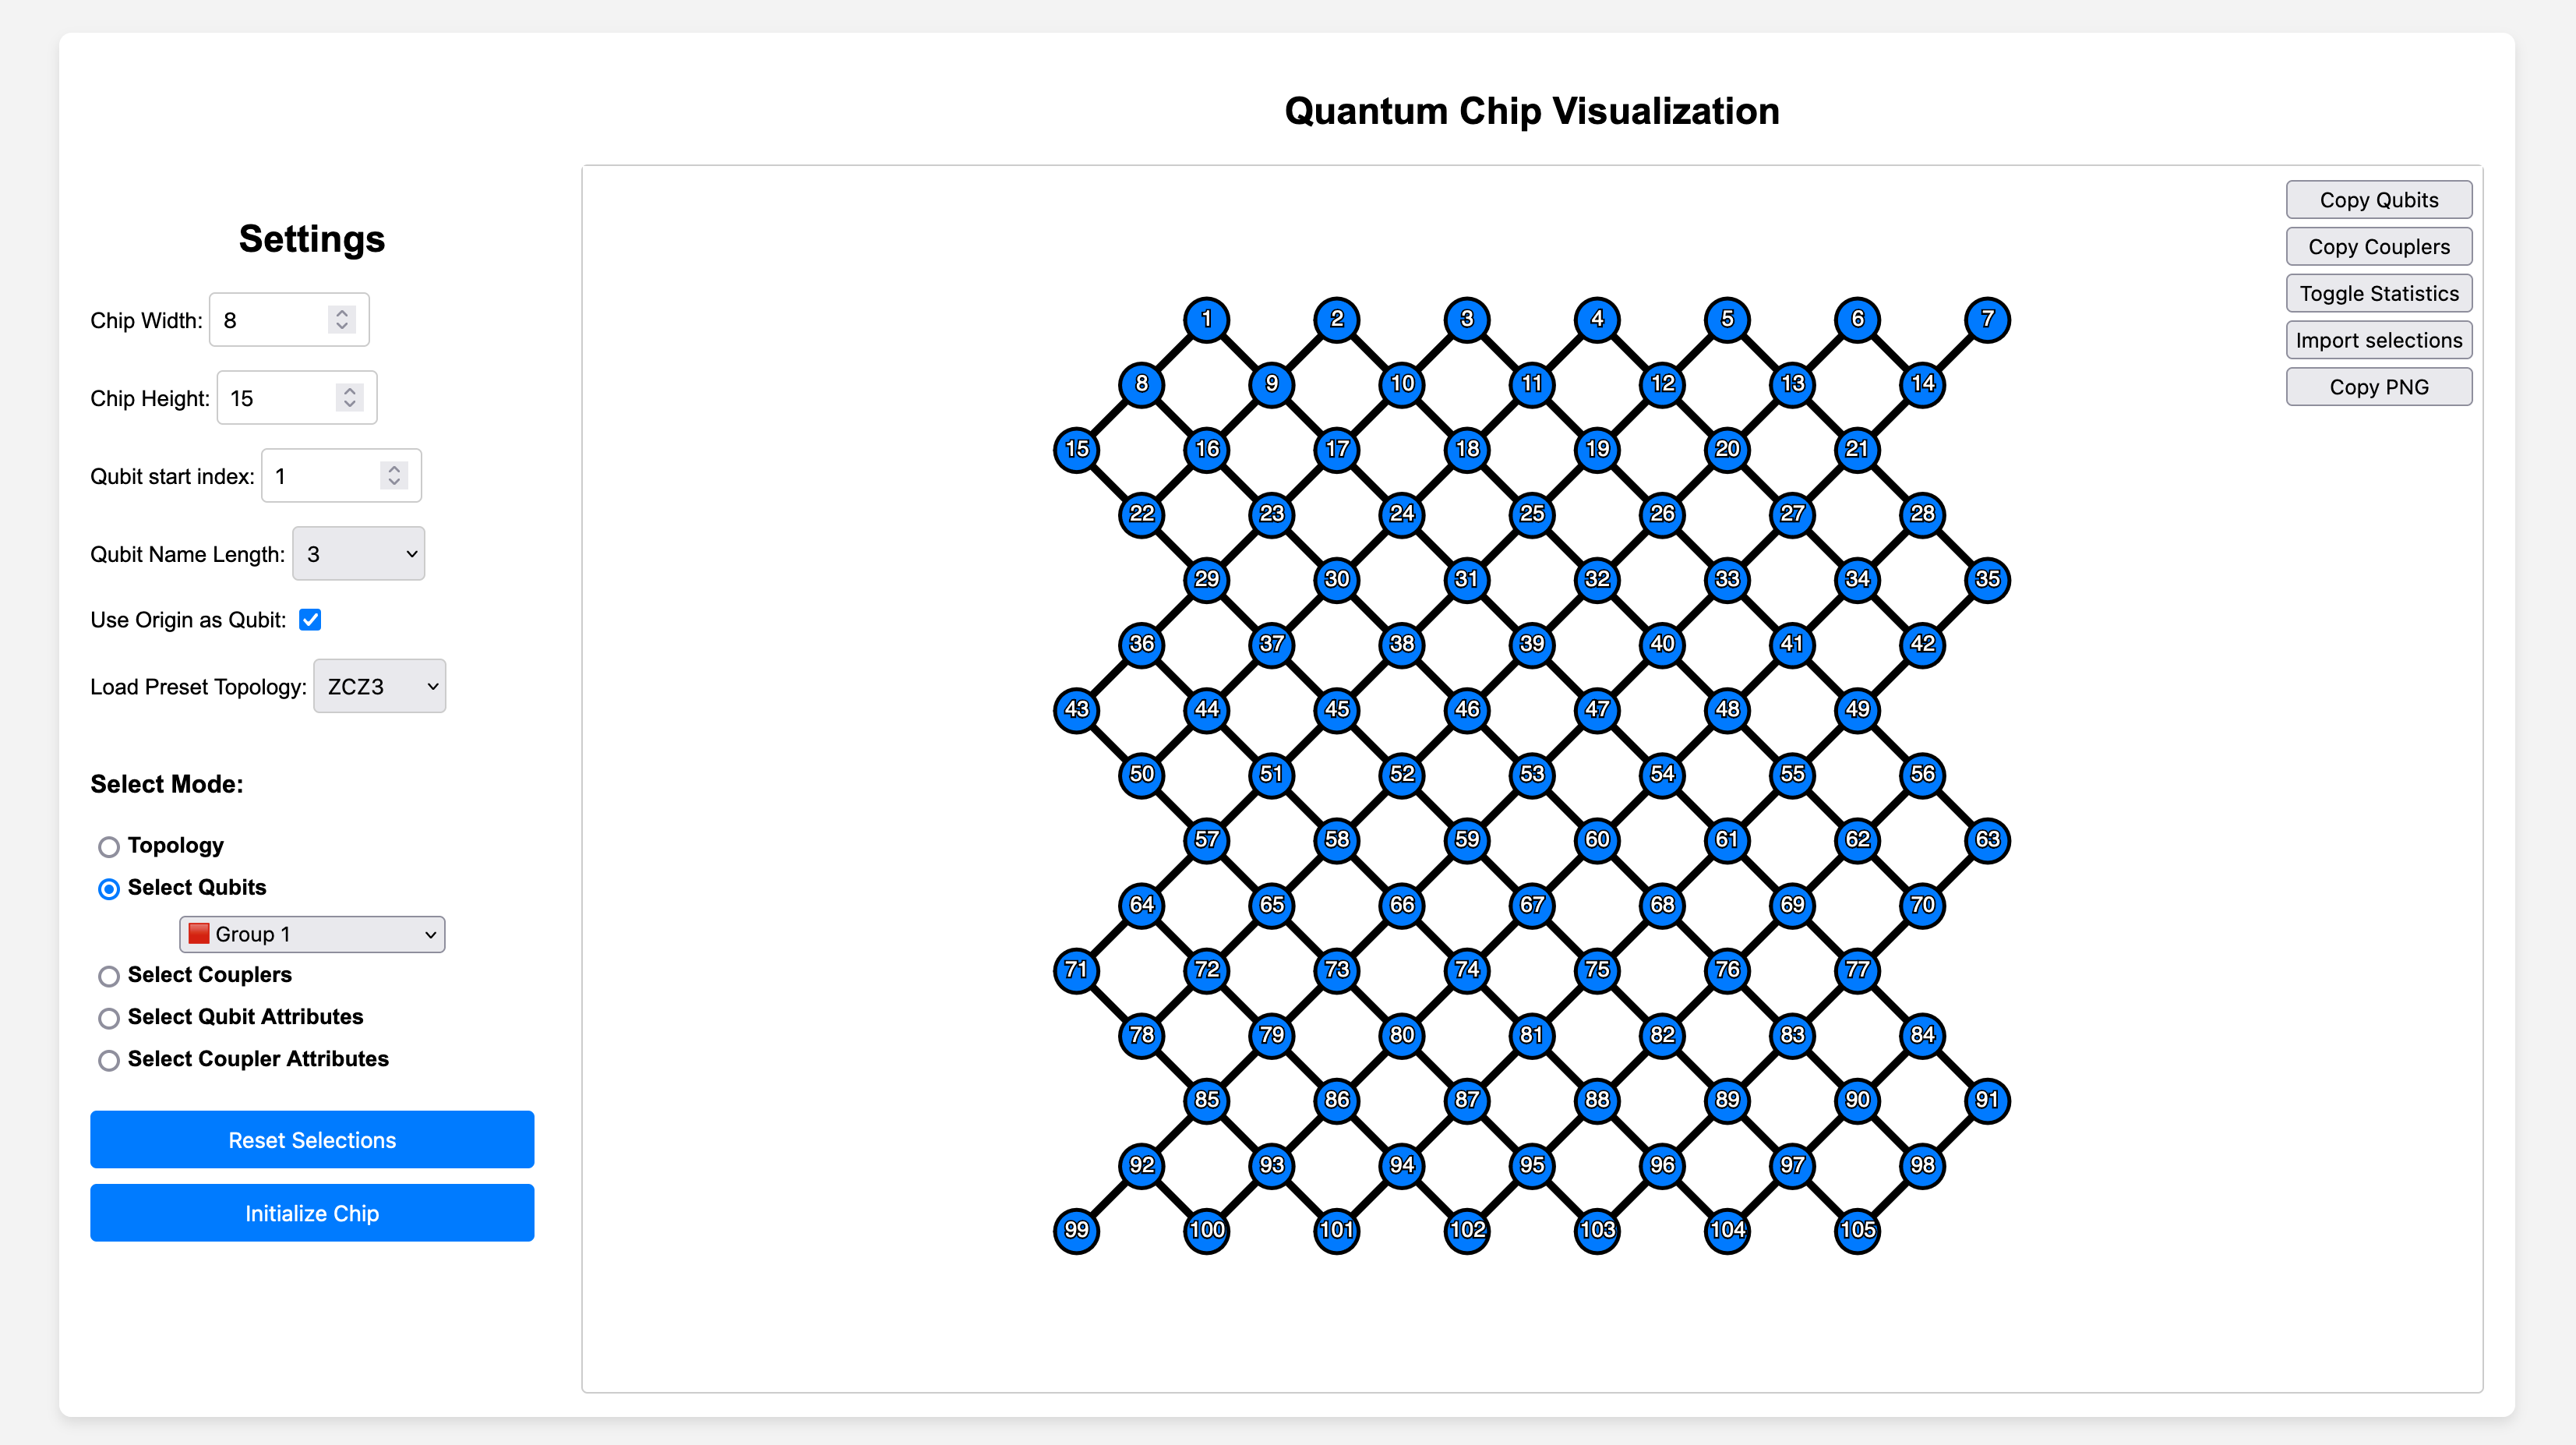 Quantum Chip Visualization
Settings
Chip Width: 8
Chip Height: 15
Qubit start index: 1
Qubit Name Length: 3
Use Origin as Qubit:
Load Preset Topology: ZCZ3
Select Mode:
Topology
Select Qubits
Group 1
Select Couplers
Select Qubit Attributes
Select Coupler Attributes
Reset Selections
Initialize Chip
Copy Qubits
Copy Couplers
Toggle Statistics
Import selections
Copy PNG
1 2 3 4 5 6 7
8 9 10 11 12 13 14
15 16 17 18 19 20 21
22 23 24 25 26 27 28
29 30 31 32 33 34 35
36 37 38 39 40 41 42
43 44 45 46 47 48 49
50 51 52 53 54 55 56
57 58 59 60 61 62 63
64 65 66 67 68 69 70
71 72 73 74 75 76 77
78 79 80 81 82 83 84
85 86 87 88 89 90 91
92 93 94 95 96 97 98
99 100 101 102 103 104 105